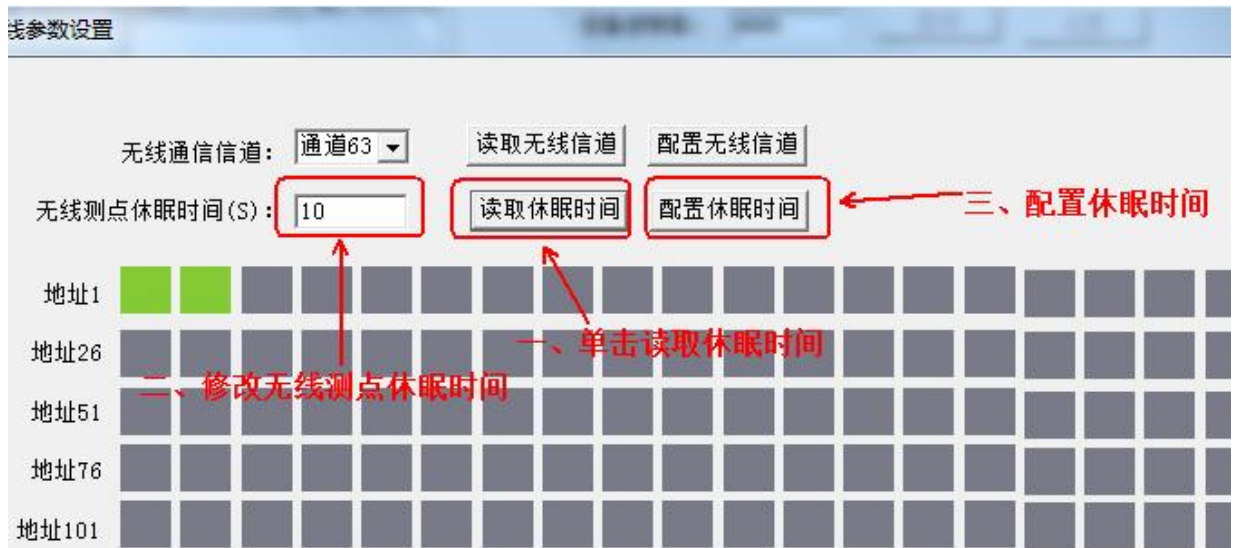 线参数设置
无线通信信道： 通道63 读取无线信道 配置无线信道
无线测点休眠时间(S)： 10 读取休眠时间 配置休眠时间 三、配置休眠时间
地址1
一、单击读取休眠时间
地址26
二、修改无线测点休眠时间
地址51
地址76
地址101